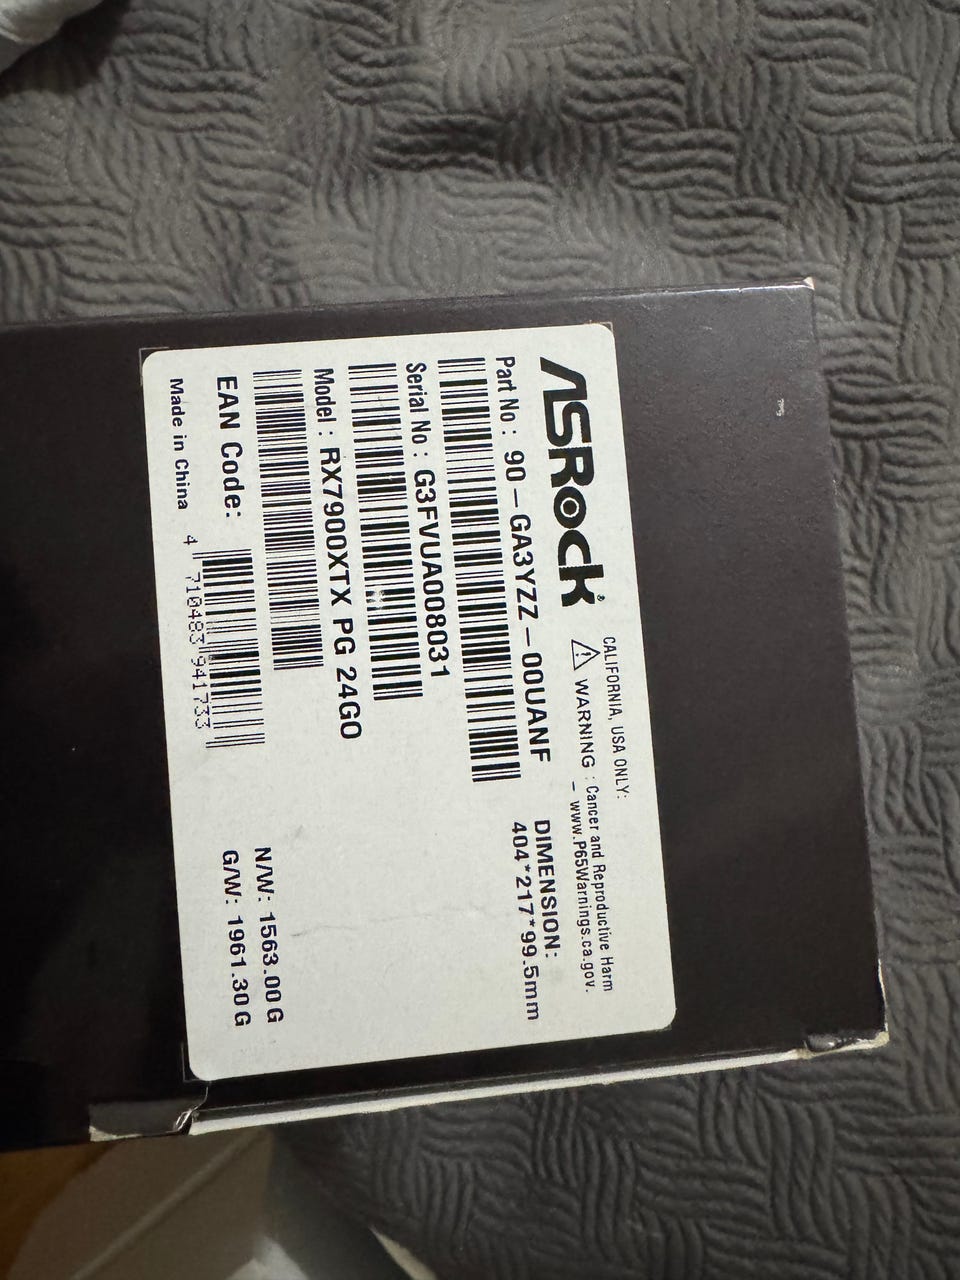 ASRock®
CALIFORNIA, USA ONLY:
⚠ WARNING : Cancer and Reproductive Harm
– www.P65Warnings.ca.gov.
Part No : 90-GA3YZZ-00UANF
DIMENSION:
404*217*99.5mm
Serial No : G3FVUA008031
Model : RX7900XTX PG 24GO
EAN Code:
4 710483 941733
N/W: 1563.00 G
G/W: 1961.30 G
Made in China